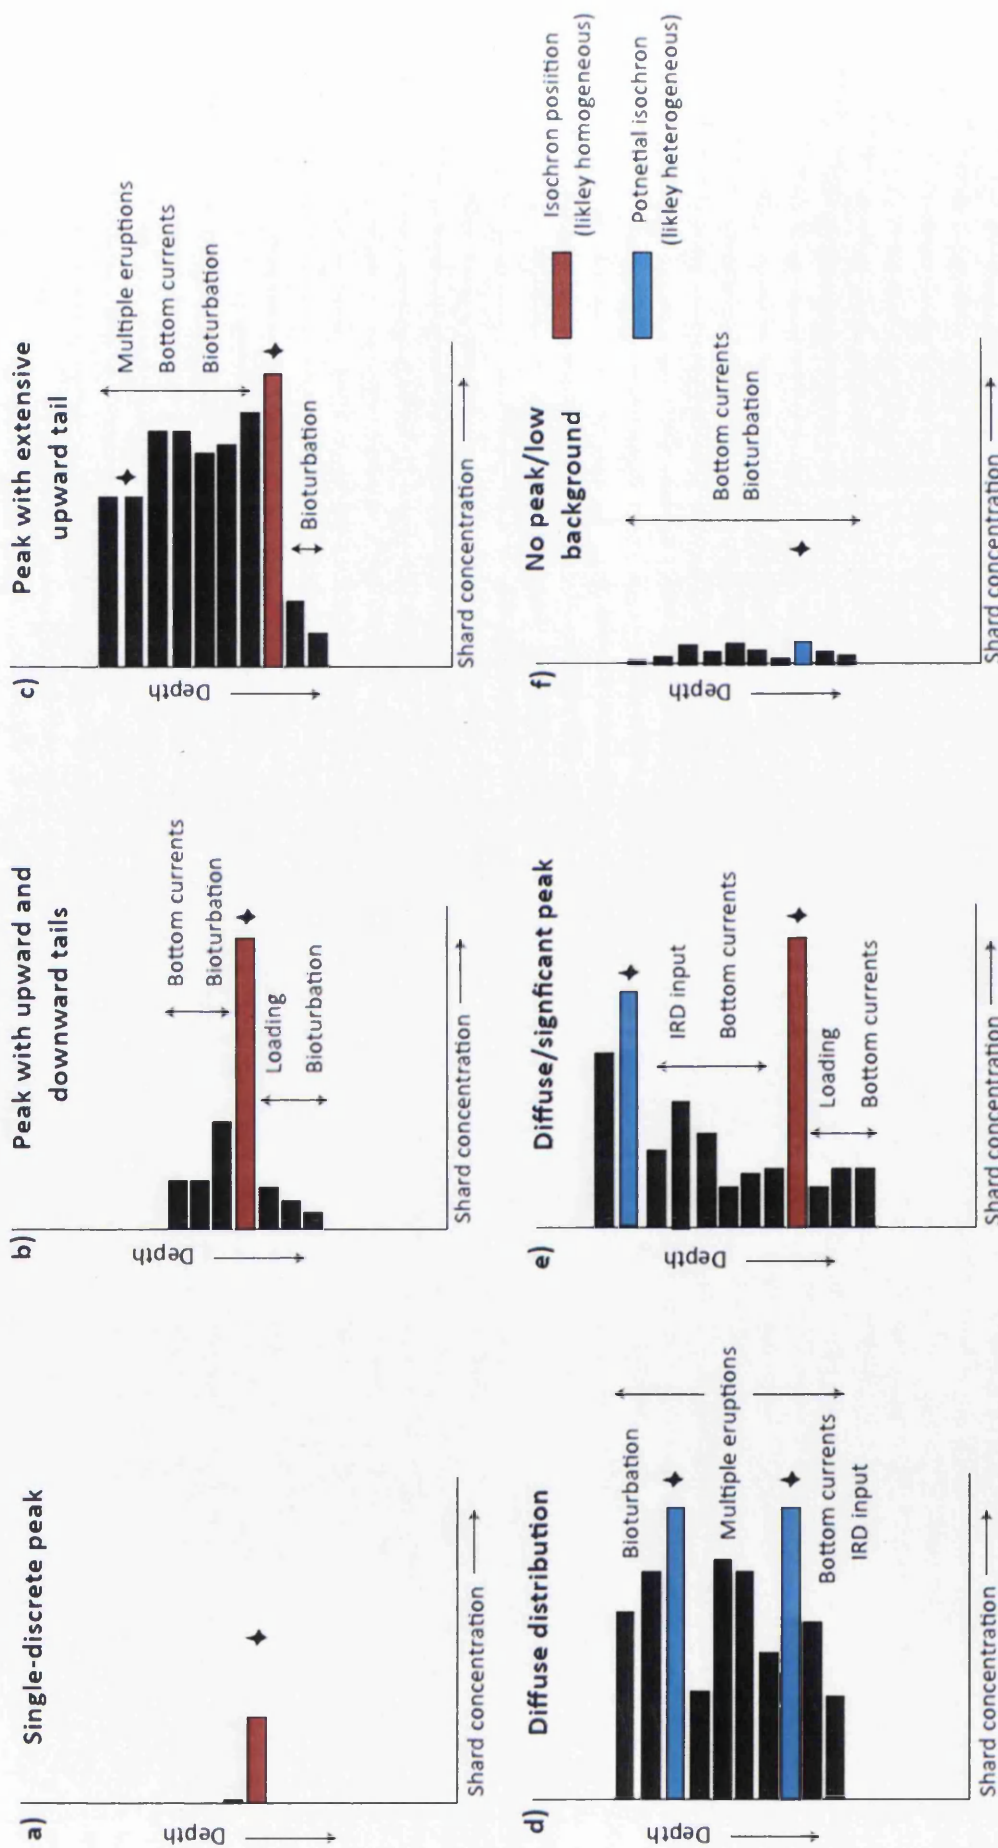 a)
Single-discrete peak
Depth
Shard concentration
b)
Peak with upward and
downward tails
Depth
Bottom currents
Bioturbation
Loading
Bioturbation
Shard concentration
c)
Peak with extensive
upward tail
Depth
Multiple eruptions
Bottom currents
Bioturbation
Bioturbation
Shard concentration
d)
Diffuse distribution
Depth
Bioturbation
Multiple eruptions
Bottom currents
IRD input
Shard concentration
e)
Diffuse/signficant peak
Depth
IRD input
Bottom currents
Loading
Bottom currents
Shard concentration
f)
No peak/low
background
Depth
Bottom currents
Bioturbation
Shard concentration
Isochron posiition
(likley homogeneous)
Potnetial isochron
(likley heterogeneous)